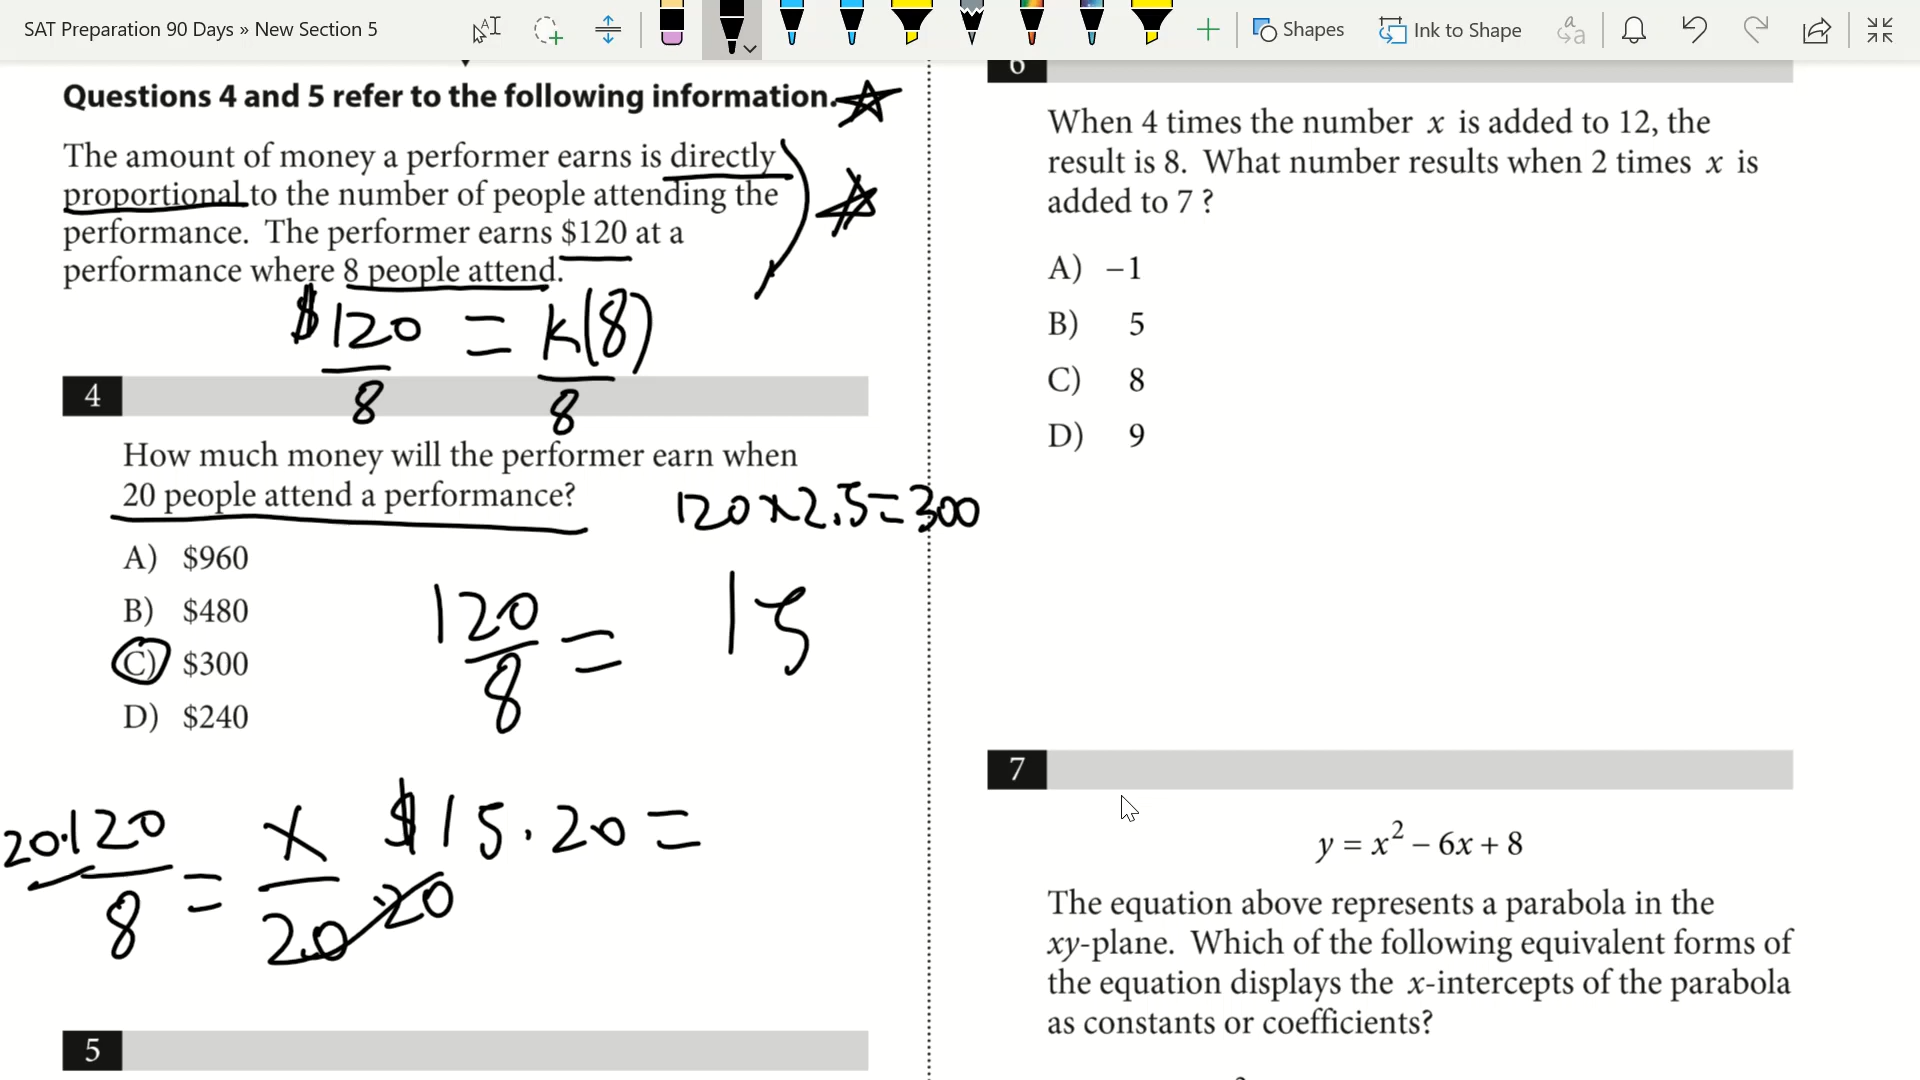 SAT Preparation 90 Days » New Section 5
Shapes
Ink to Shape
Questions 4 and 5 refer to the following information.
The amount of money a performer earns is directly
proportional to the number of people attending the
performance. The performer earns $120 at a
performance where 8 people attend.
$120 = k(8)
8 8
4
How much money will the performer earn when
20 people attend a performance?
120x2.5=300
A) $960
B) $480
C) $300
D) $240
120
8
= 15
20·120
8
= x
20 ·20
$15·20=
5
6
When 4 times the number x is added to 12, the
result is 8. What number results when 2 times x is
added to 7 ?
A) −1
B) 5
C) 8
D) 9
7
y = x² − 6x + 8
The equation above represents a parabola in the
xy-plane. Which of the following equivalent forms of
the equation displays the x-intercepts of the parabola
as constants or coefficients?